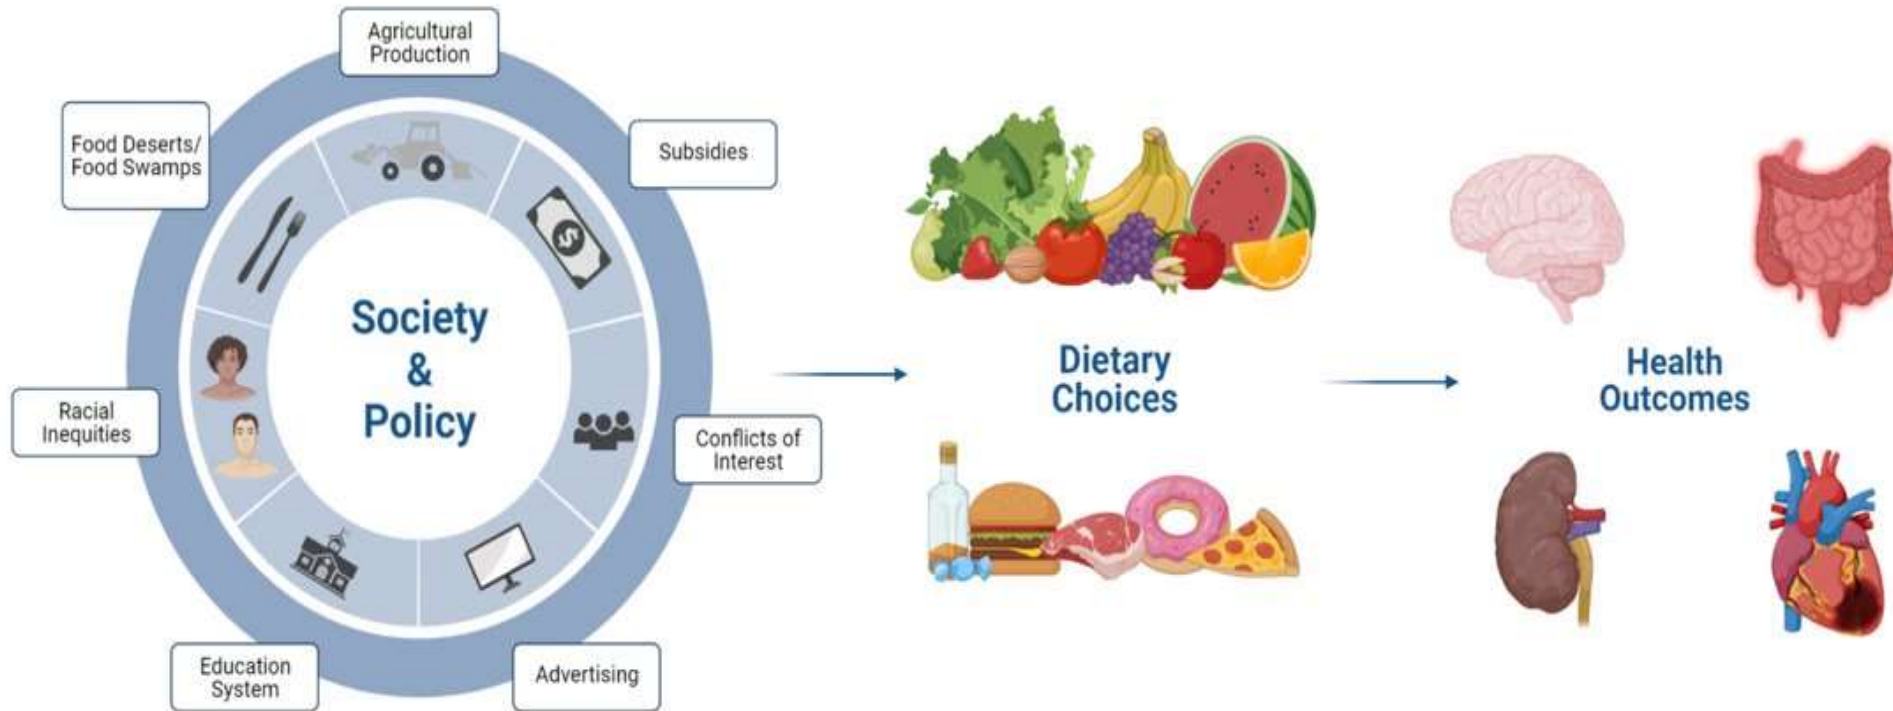 Agricultural
Production
Food Deserts/
Food Swamps
Subsidies
Society
&
Policy
Racial
Inequities
Conflicts of
Interest
Education
System
Advertising
Dietary
Choices
Health
Outcomes